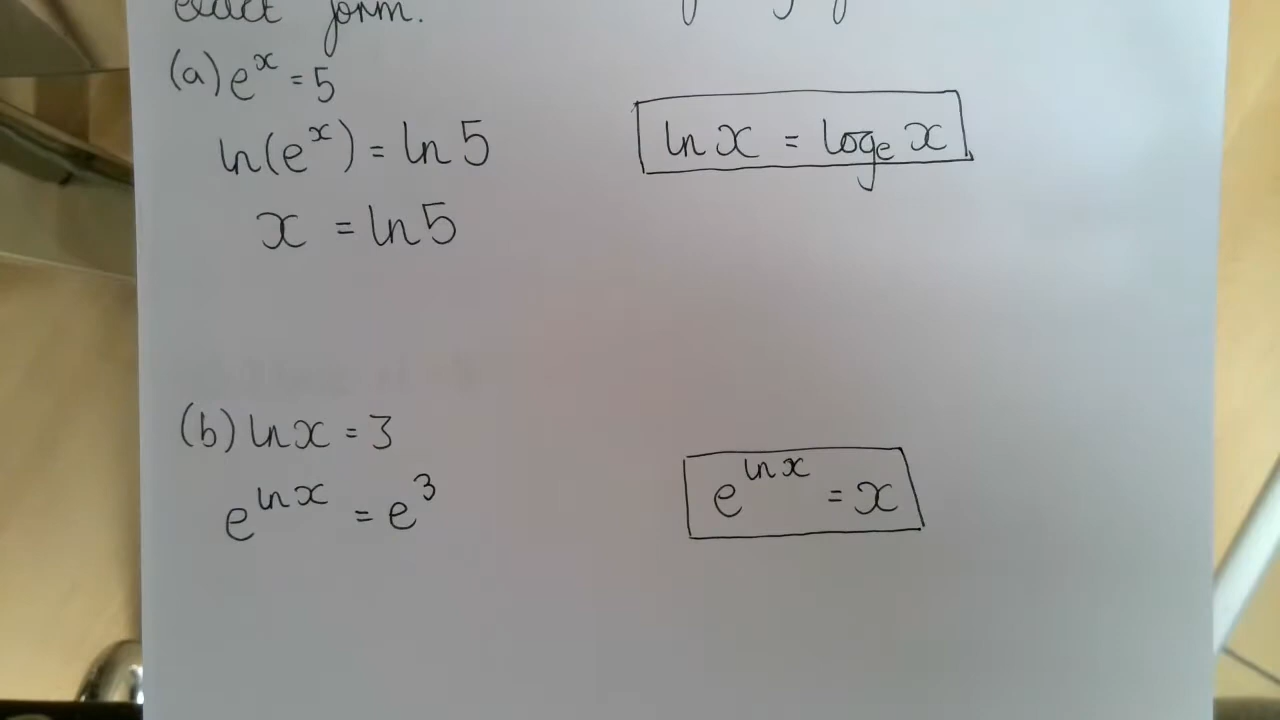 exact form.
(a) e^x = 5
ln(e^x) = ln 5
x = ln 5
ln x = log_e x
(b) ln x = 3
e^{ln x} = e^3
e^{ln x} = x